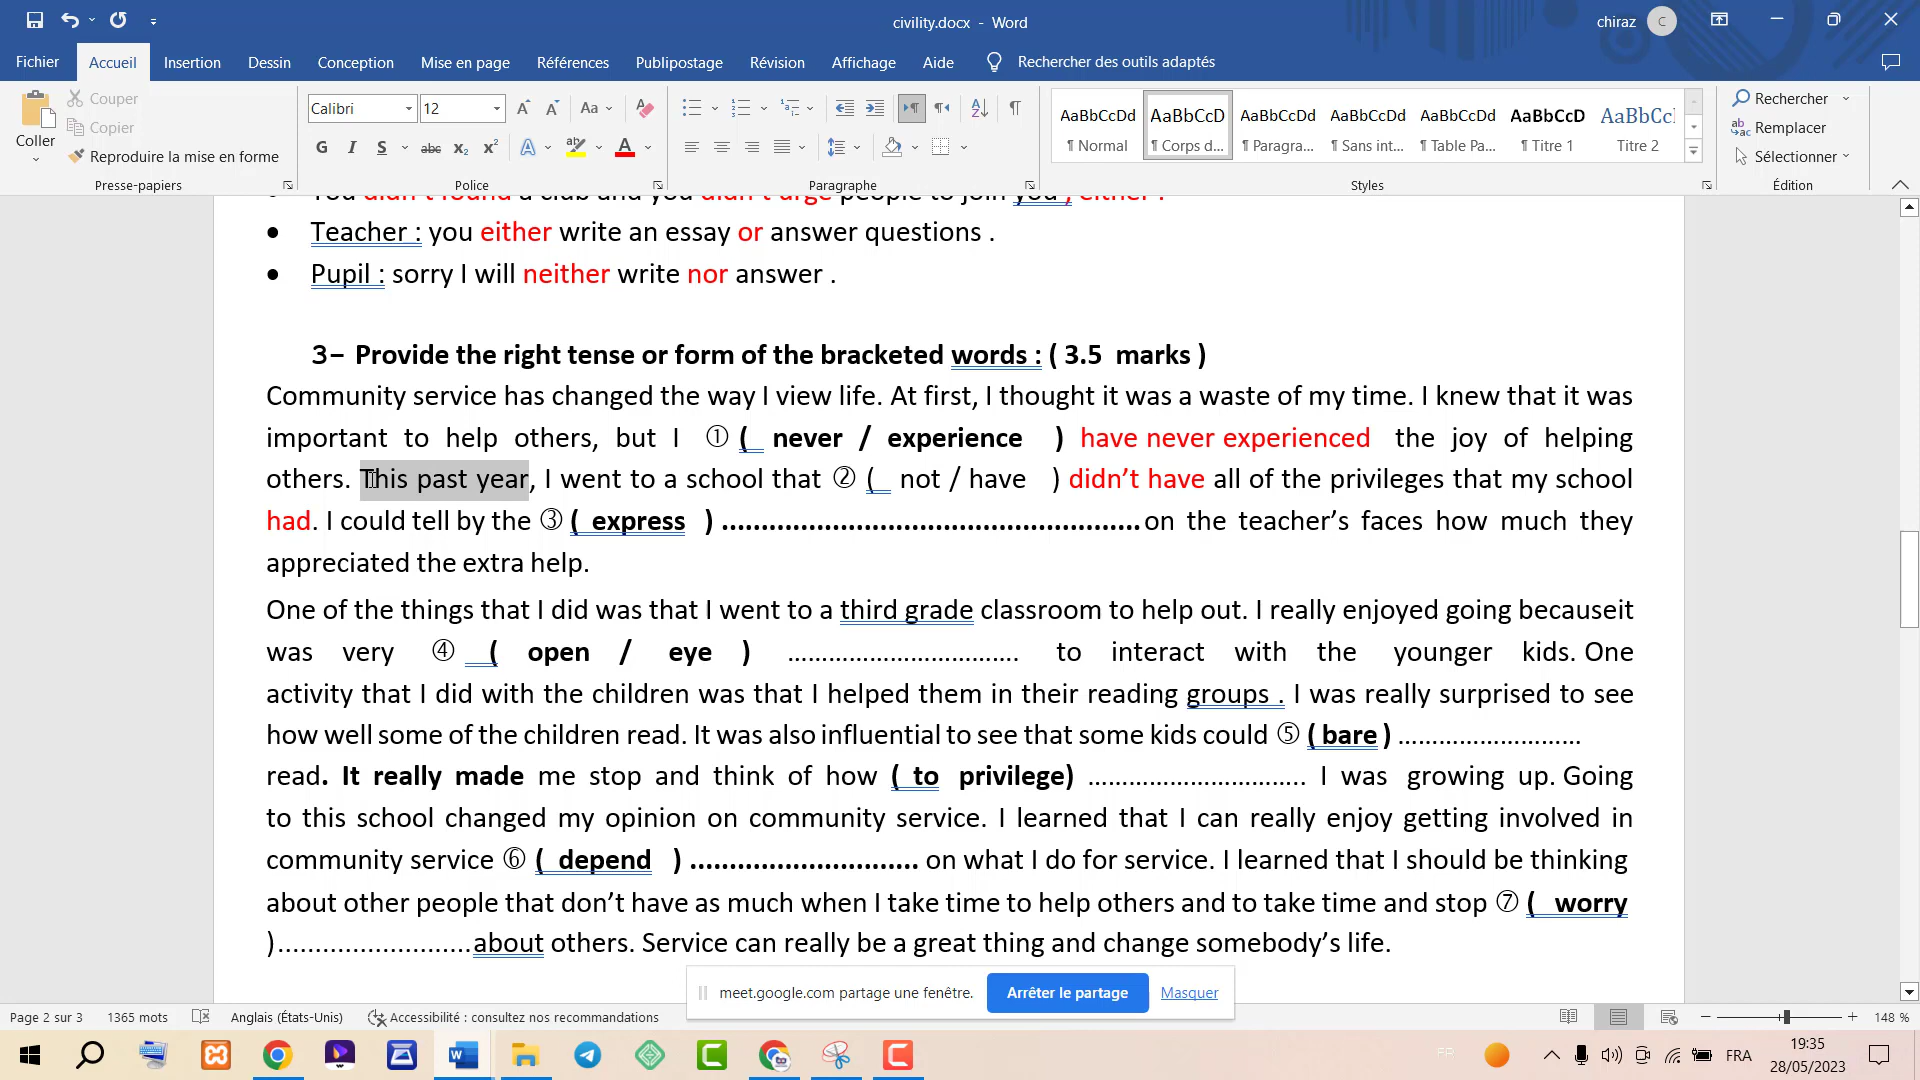 civility.docx - Word
chiraz
C
Fichier
Accueil
Insertion
Dessin
Conception
Mise en page
Références
Publipostage
Révision
Affichage
Aide
Rechercher des outils adaptés
Coller
Couper
Copier
Reproduire la mise en forme
Presse-papiers
Calibri
12
Aa
G I S abc x₂ x² A A
Police
Paragraphe
AaBbCcDd AaBbCcD AaBbCcDd AaBbCcDd AaBbCcDd AaBbCcD AaBbCc
¶ Normal ¶ Corps d... ¶ Paragra... ¶ Sans int... ¶ Table Pa... ¶ Titre 1 Titre 2
Styles
Rechercher
Remplacer
Sélectionner
Édition
You didn't found a club and you didn't urge people to join you , either .
• Teacher : you either write an essay or answer questions .
• Pupil : sorry I will neither write nor answer .
3– Provide the right tense or form of the bracketed words : ( 3.5 marks )
Community service has changed the way I view life. At first, I thought it was a waste of my time. I knew that it was
important to help others, but I ① ( never / experience ) have never experienced the joy of helping
others. This past year, I went to a school that ② ( not / have ) didn’t have all of the privileges that my school
had. I could tell by the ③ ( express ) ..................................................... on the teacher’s faces how much they
appreciated the extra help.
One of the things that I did was that I went to a third grade classroom to help out. I really enjoyed going becauseit
was very ④ ( open / eye ) ................................ to interact with the younger kids. One
activity that I did with the children was that I helped them in their reading groups . I was really surprised to see
how well some of the children read. It was also influential to see that some kids could ⑤ ( bare ) ..........................
read. It really made me stop and think of how ( to privilege) .............................. I was growing up. Going
to this school changed my opinion on community service. I learned that I can really enjoy getting involved in
community service ⑥ ( depend ) ............................. on what I do for service. I learned that I should be thinking
about other people that don’t have as much when I take time to help others and to take time and stop ⑦ ( worry
)..........................about others. Service can really be a great thing and change somebody’s life.
meet.google.com partage une fenêtre.
Arrêter le partage
Masquer
Page 2 sur 3
1365 mots
Anglais (États-Unis)
Accessibilité : consultez nos recommandations
148 %
FRA
19:35
28/05/2023